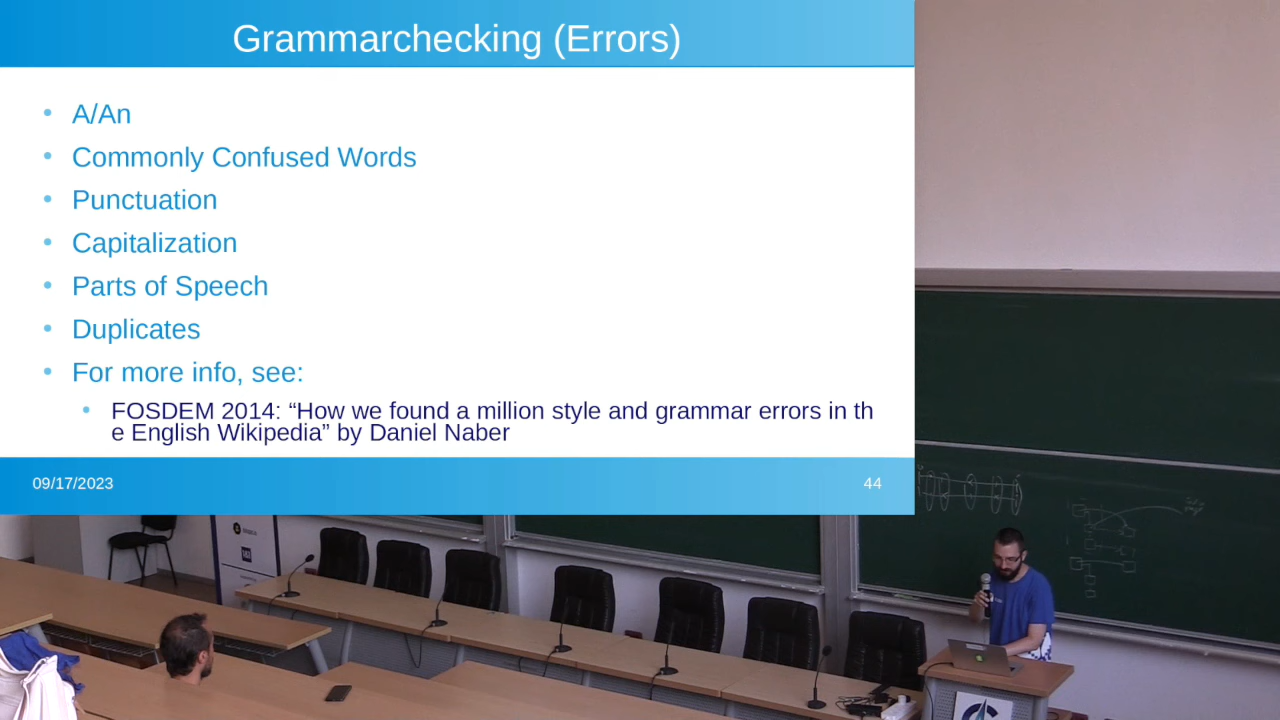 Grammarchecking (Errors)
A/An
Commonly Confused Words
Punctuation
Capitalization
Parts of Speech
Duplicates
For more info, see:
FOSDEM 2014: “How we found a million style and grammar errors in th
e English Wikipedia” by Daniel Naber
09/17/2023
44